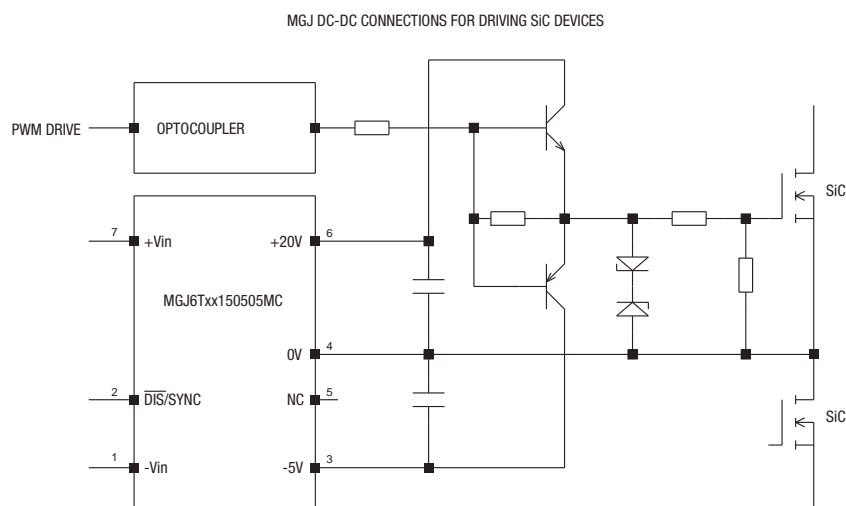 MGJ DC-DC CONNECTIONS FOR DRIVING SiC DEVICES
PWM DRIVE
OPTOCOUPLER
SiC
7
+Vin
+20V
6
MGJ6Txx150505MC
0V
4
2
DIS/SYNC
NC
5
SiC
1
-Vin
-5V
3